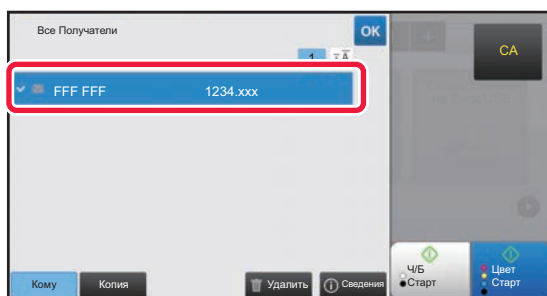 Все Получатели
OK
CA
1
FFF FFF 1234.xxx
Ч/Б
Старт
Цвет
Старт
Кому
Копия
Удалить
Сведения